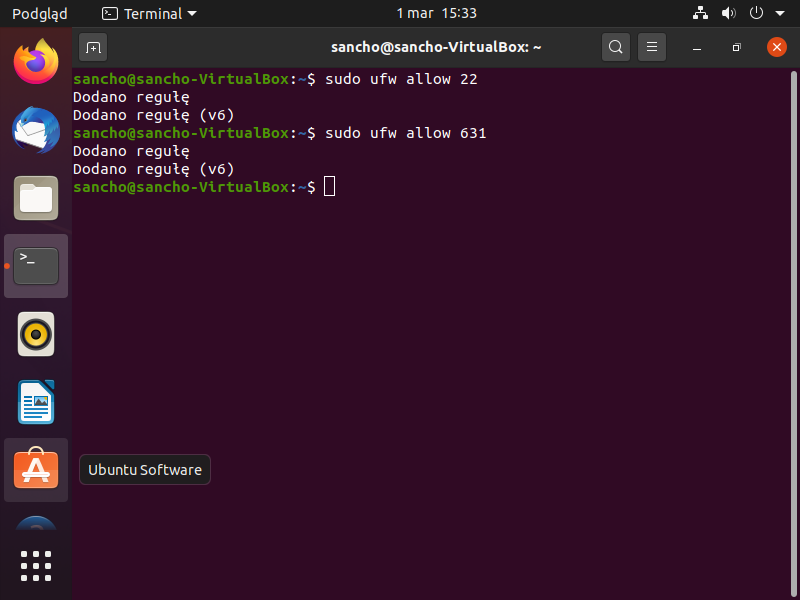 Podgląd
Terminal
1 mar 15:33
sancho@sancho-VirtualBox: ~
sancho@sancho-VirtualBox:~$ sudo ufw allow 22
Dodano regułę
Dodano regułę (v6)
sancho@sancho-VirtualBox:~$ sudo ufw allow 631
Dodano regułę
Dodano regułę (v6)
sancho@sancho-VirtualBox:~$
>_
Ubuntu Software